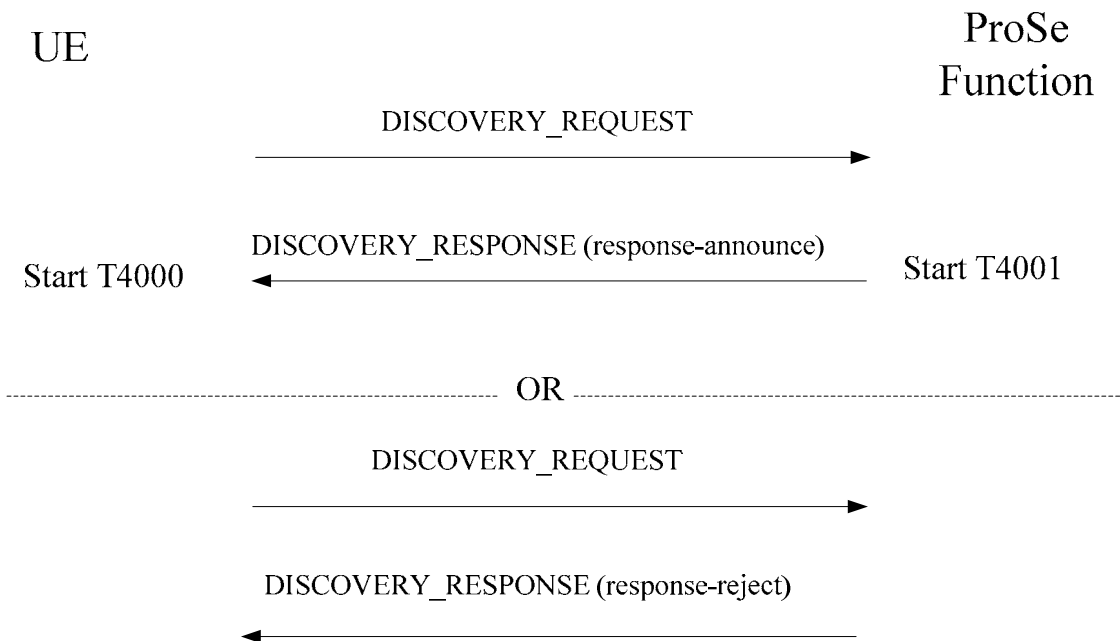 UE
ProSe
Function
DISCOVERY_REQUEST
DISCOVERY_RESPONSE (response-announce)
Start T4000
Start T4001
OR
DISCOVERY_REQUEST
DISCOVERY_RESPONSE (response-reject)